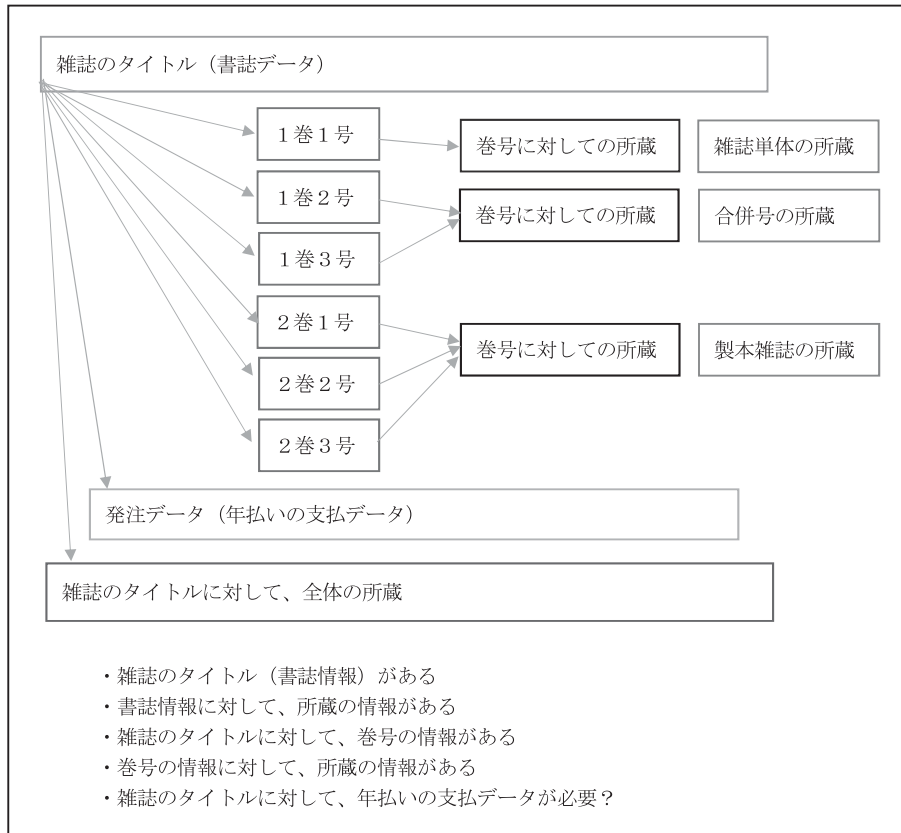 雑誌のタイトル（書誌データ）
１巻１号
巻号に対しての所蔵
雑誌単体の所蔵
１巻２号
巻号に対しての所蔵
合併号の所蔵
１巻３号
２巻１号
巻号に対しての所蔵
製本雑誌の所蔵
２巻２号
２巻３号
発注データ（年払いの支払データ）
雑誌のタイトルに対して、全体の所蔵
・雑誌のタイトル（書誌情報）がある
・書誌情報に対して、所蔵の情報がある
・雑誌のタイトルに対して、巻号の情報がある
・巻号の情報に対して、所蔵の情報がある
・雑誌のタイトルに対して、年払いの支払データが必要？